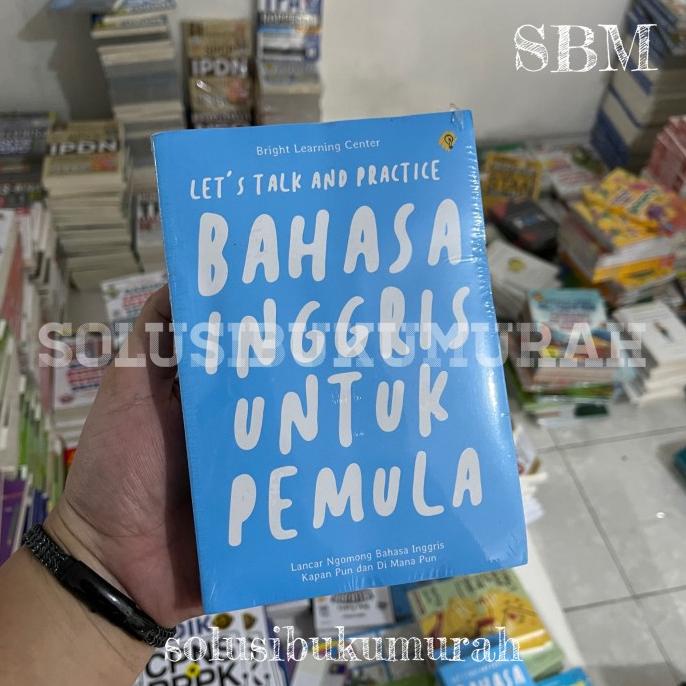 SBM
IPDN
IPDN
Bright Learning Center
LET'S TALK AND PRACTICE
BAHASA
INGGRIS
UNTUK
PEMULA
SOLUSIBUKUMURAH
Lancar Ngomong Bahasa Inggris
Kapan Pun dan Di Mana Pun
solusibukumurah